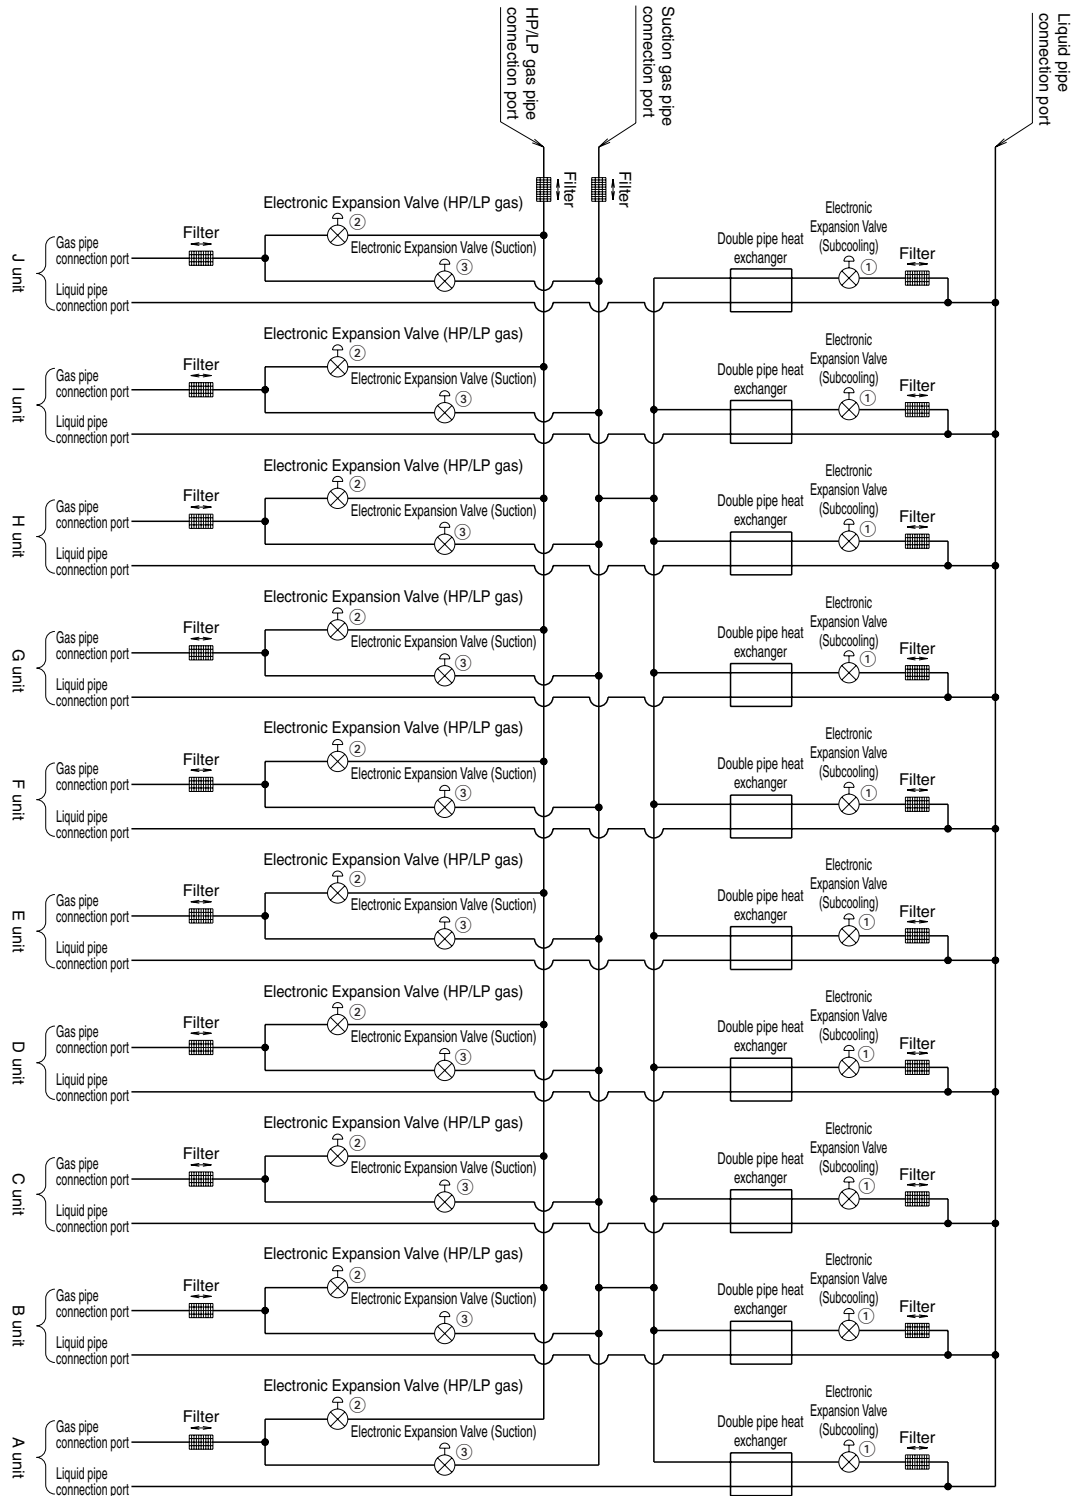 HP/LP gas pipe
connection port
Suction gas pipe
connection port
Liquid pipe
connection port
Filter
Filter
J unit
Gas pipe
connection port
Liquid pipe
connection port
Filter
Electronic Expansion Valve (HP/LP gas)
2
Electronic Expansion Valve (Suction)
3
Double pipe heat
exchanger
Electronic
Expansion Valve
(Subcooling)
1
Filter
I unit
Gas pipe
connection port
Liquid pipe
connection port
Filter
Electronic Expansion Valve (HP/LP gas)
2
Electronic Expansion Valve (Suction)
3
Double pipe heat
exchanger
Electronic
Expansion Valve
(Subcooling)
1
Filter
H unit
Gas pipe
connection port
Liquid pipe
connection port
Filter
Electronic Expansion Valve (HP/LP gas)
2
Electronic Expansion Valve (Suction)
3
Double pipe heat
exchanger
Electronic
Expansion Valve
(Subcooling)
1
Filter
G unit
Gas pipe
connection port
Liquid pipe
connection port
Filter
Electronic Expansion Valve (HP/LP gas)
2
Electronic Expansion Valve (Suction)
3
Double pipe heat
exchanger
Electronic
Expansion Valve
(Subcooling)
1
Filter
F unit
Gas pipe
connection port
Liquid pipe
connection port
Filter
Electronic Expansion Valve (HP/LP gas)
2
Electronic Expansion Valve (Suction)
3
Double pipe heat
exchanger
Electronic
Expansion Valve
(Subcooling)
1
Filter
E unit
Gas pipe
connection port
Liquid pipe
connection port
Filter
Electronic Expansion Valve (HP/LP gas)
2
Electronic Expansion Valve (Suction)
3
Double pipe heat
exchanger
Electronic
Expansion Valve
(Subcooling)
1
Filter
D unit
Gas pipe
connection port
Liquid pipe
connection port
Filter
Electronic Expansion Valve (HP/LP gas)
2
Electronic Expansion Valve (Suction)
3
Double pipe heat
exchanger
Electronic
Expansion Valve
(Subcooling)
1
Filter
C unit
Gas pipe
connection port
Liquid pipe
connection port
Filter
Electronic Expansion Valve (HP/LP gas)
2
Electronic Expansion Valve (Suction)
3
Double pipe heat
exchanger
Electronic
Expansion Valve
(Subcooling)
1
Filter
B unit
Gas pipe
connection port
Liquid pipe
connection port
Filter
Electronic Expansion Valve (HP/LP gas)
2
Electronic Expansion Valve (Suction)
3
Double pipe heat
exchanger
Electronic
Expansion Valve
(Subcooling)
1
Filter
A unit
Gas pipe
connection port
Liquid pipe
connection port
Filter
Electronic Expansion Valve (HP/LP gas)
2
Electronic Expansion Valve (Suction)
3
Double pipe heat
exchanger
Electronic
Expansion Valve
(Subcooling)
1
Filter